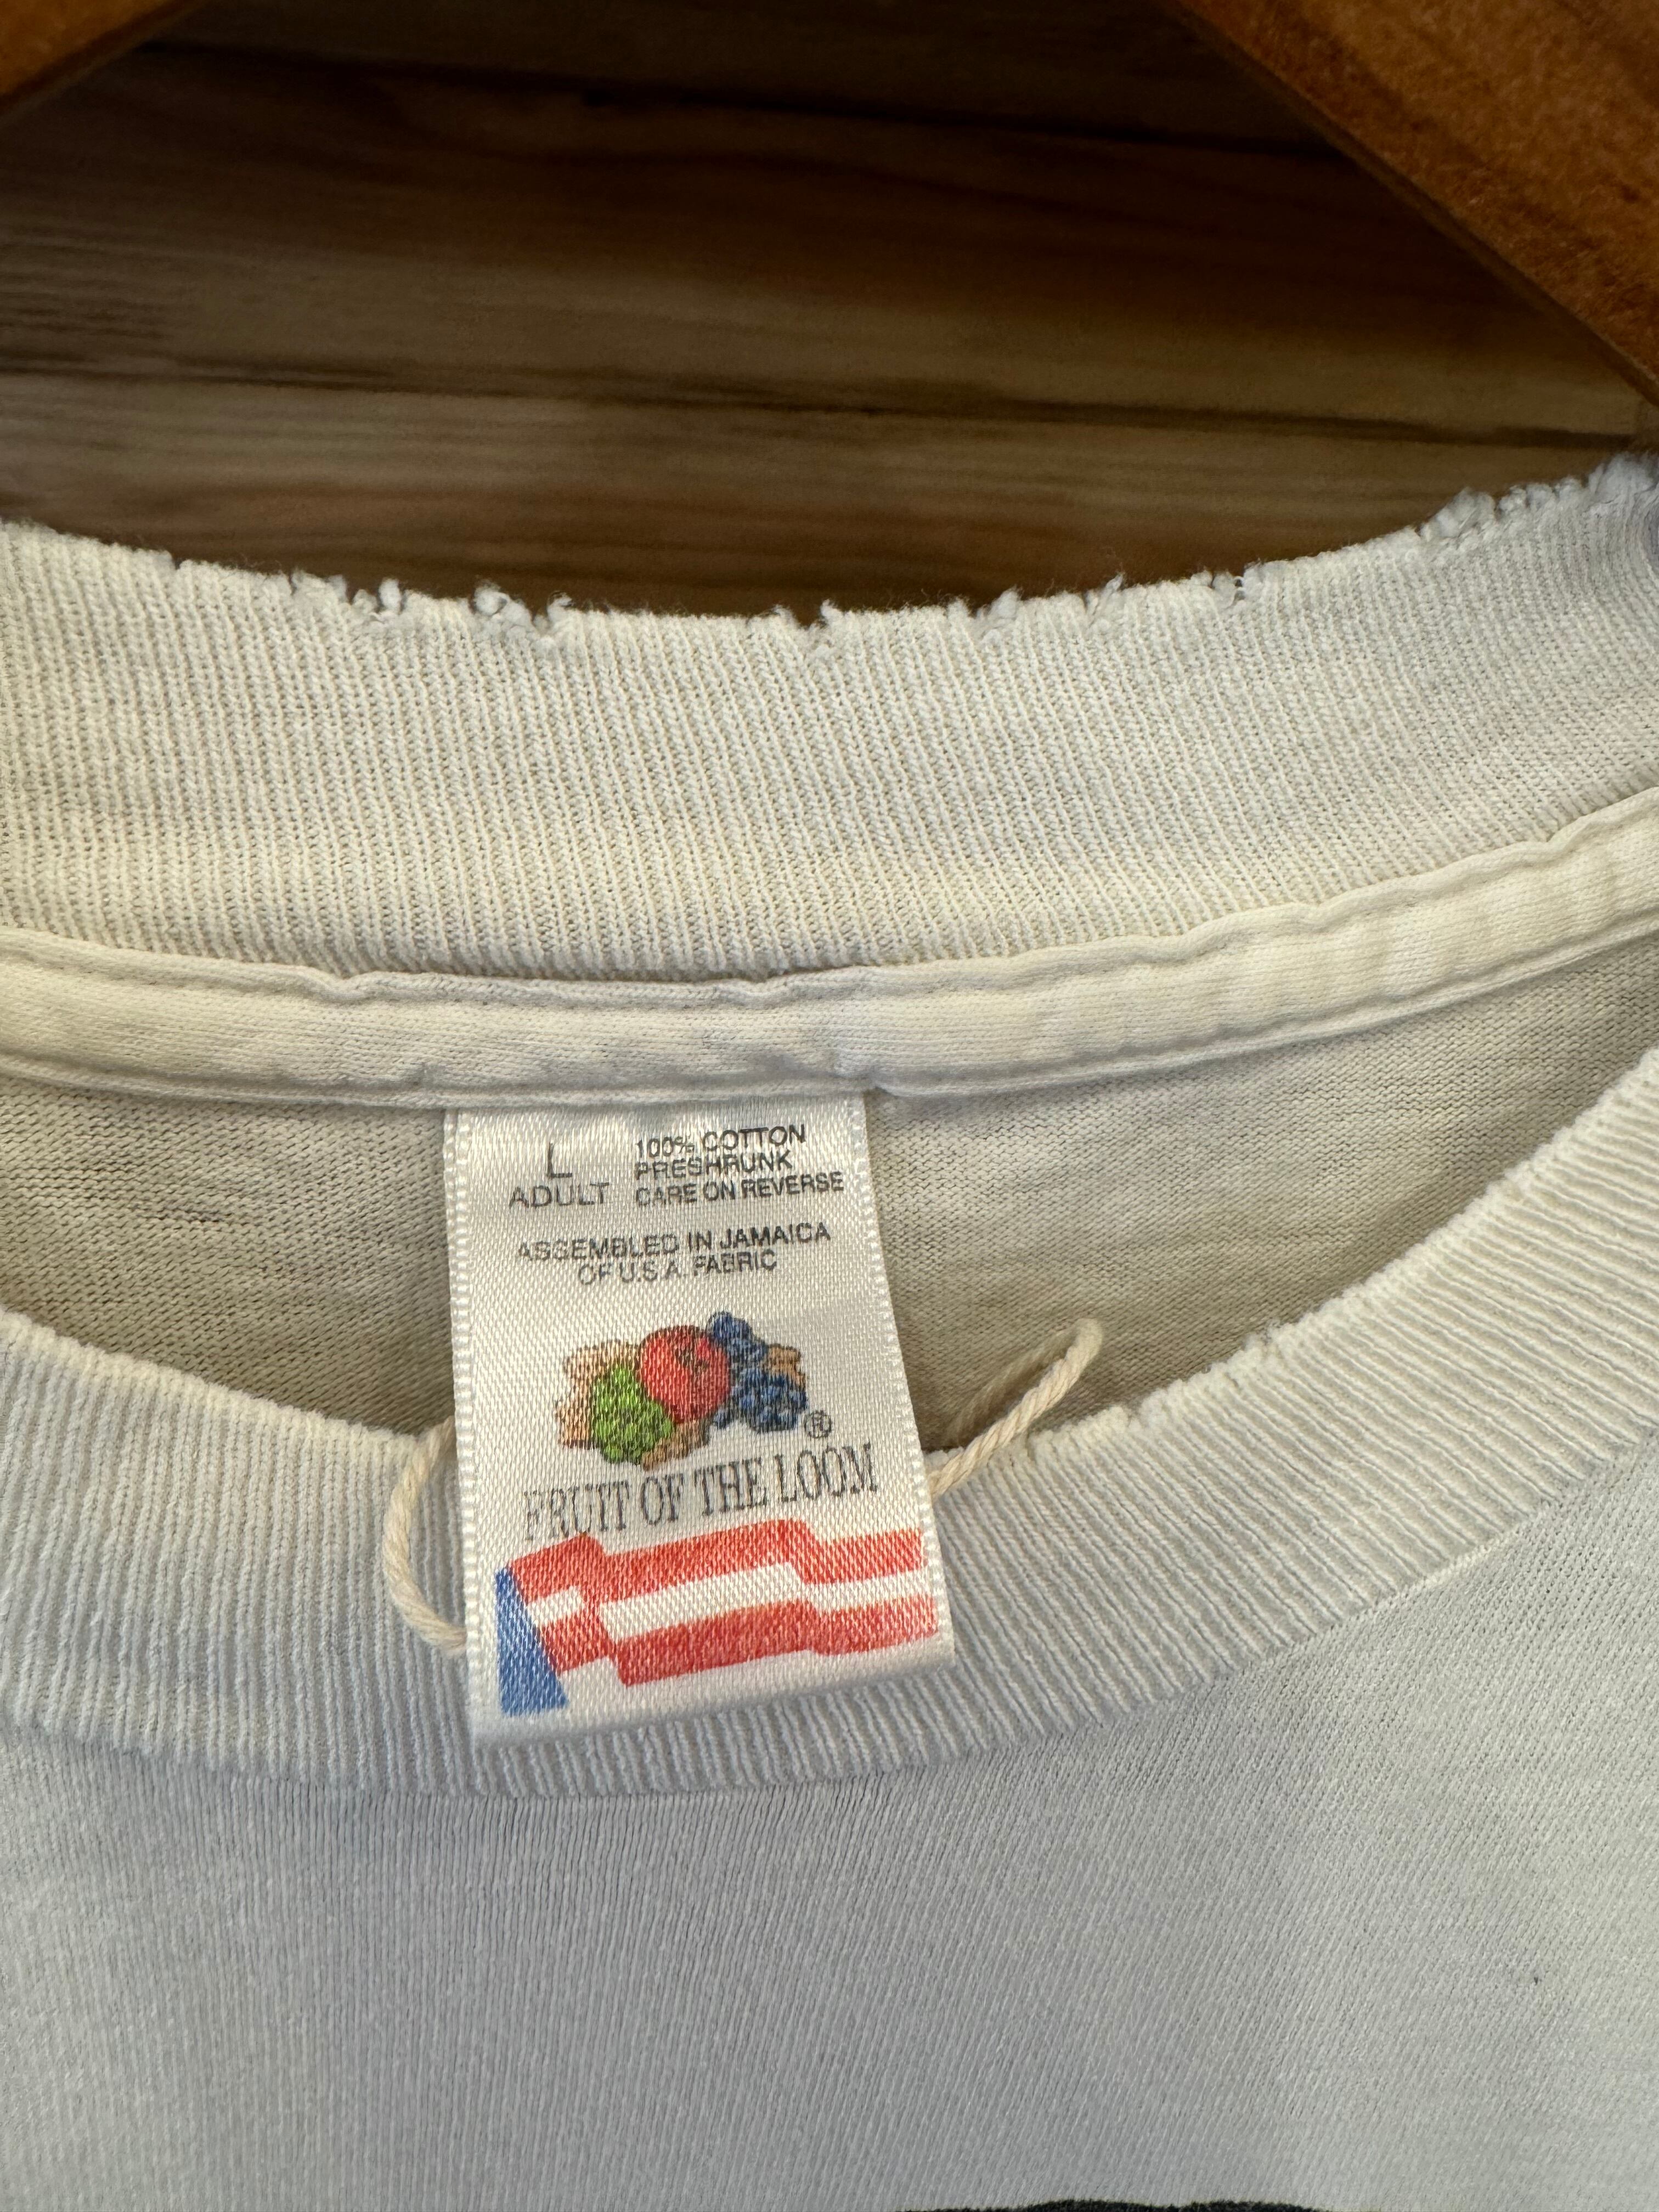 L
ADULT
100% COTTON
PRESHRUNK
CARE ON REVERSE
ASSEMBLED IN JAMAICA
OF U.S.A. FABRIC
®
FRUIT OF THE LOOM